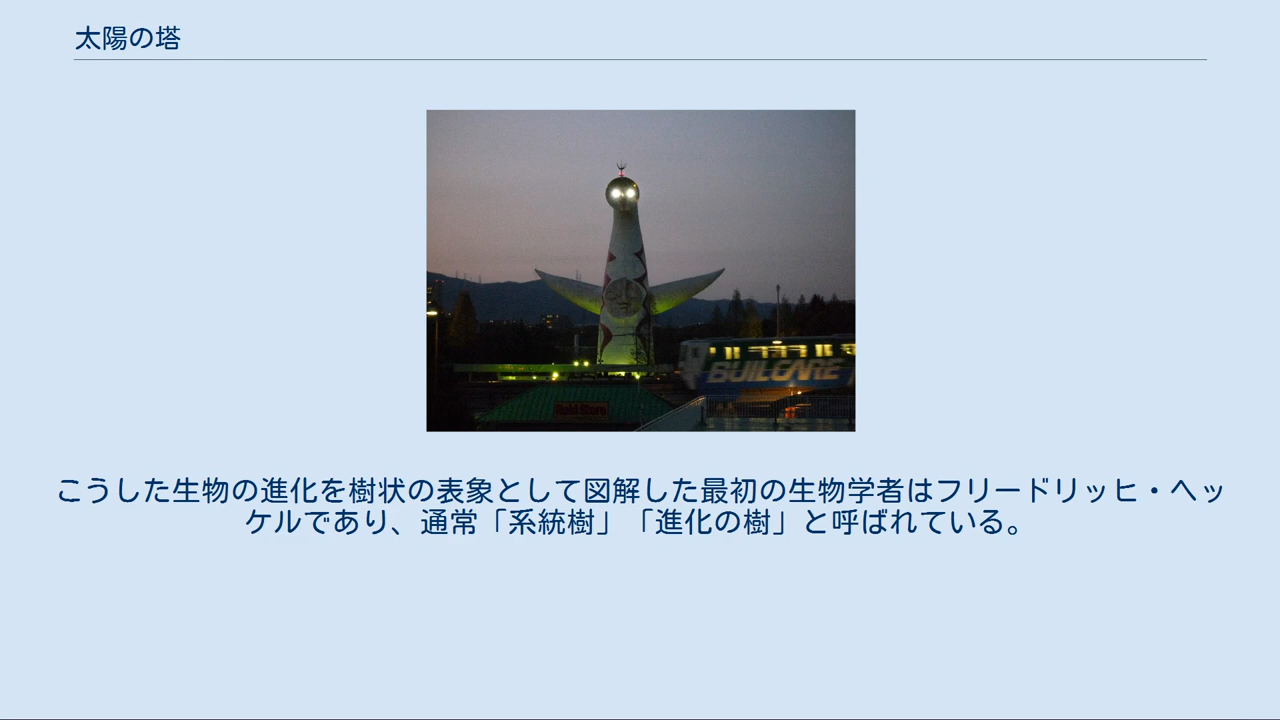 太陽の塔
BUILCARE
こうした生物の進化を樹状の表象として図解した最初の生物学者はフリードリッヒ・ヘッ
ケルであり、通常「系統樹」「進化の樹」と呼ばれている。